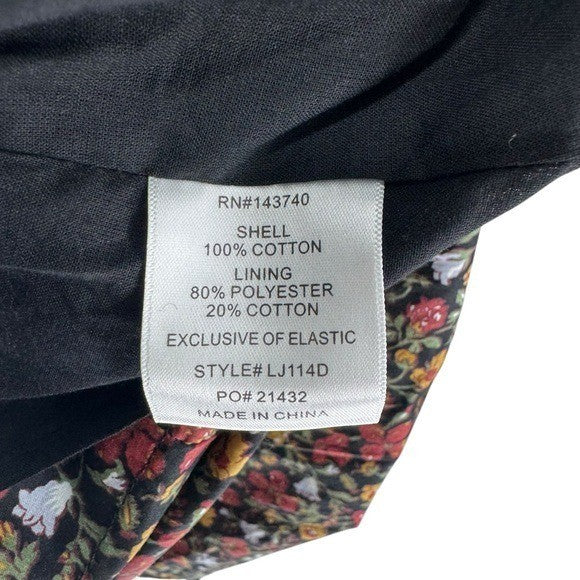 RN#143740
SHELL
100% COTTON
LINING
80% POLYESTER
20% COTTON
EXCLUSIVE OF ELASTIC
STYLE# LJ114D
PO# 21432
MADE IN CHINA